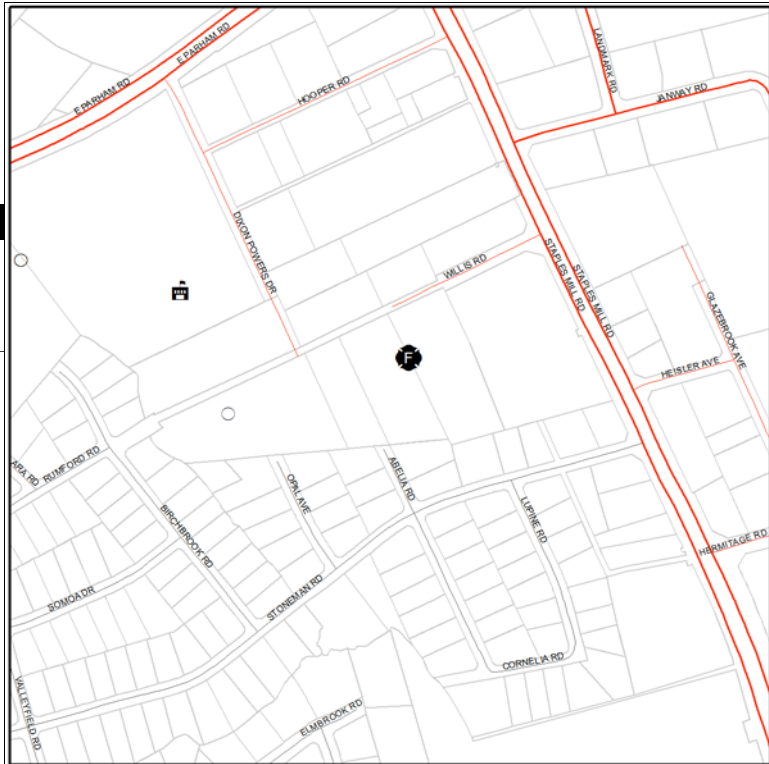 E PARHAM RD
E PARHAM RD
LANDMARK RD
HOOPER RD
JANWAY RD
DIXON POWERS DR
WILLIS RD
STAPLES MILL RD
STAPLES MILL RD
GLAZEBROOK AVE
F
HEISLER AVE
ARA RD
RUMFORD RD
OPAL AVE
ABELIA RD
LUPINE RD
BIRCHBROOK RD
HERMITAGE RD
STONEMAN RD
SOMOA DR
CORNELIA RD
VALLEYFIELD RD
ELMBROOK RD